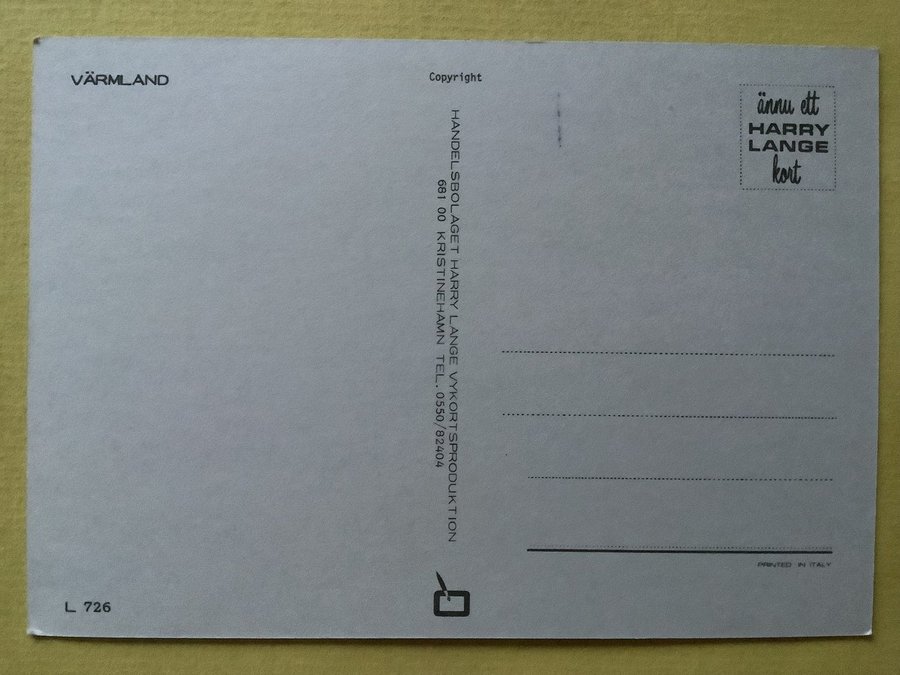 VÄRMLAND
Copyright
HANDELSBOLAGET HARRY LANGE VYKORTSPRODUKTION
681 00 KRISTINEHAMN TEL. 0550/82404
ännu ett
HARRY
LANGE
kort
PRINTED IN ITALY
L 726